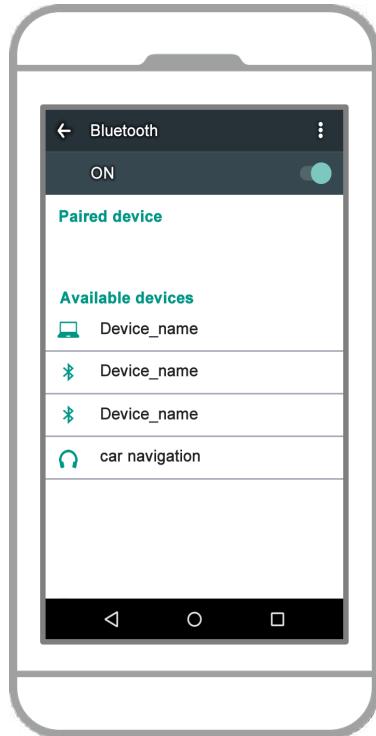 Bluetooth
ON
Paired device
Available devices
Device_name
Device_name
Device_name
car navigation